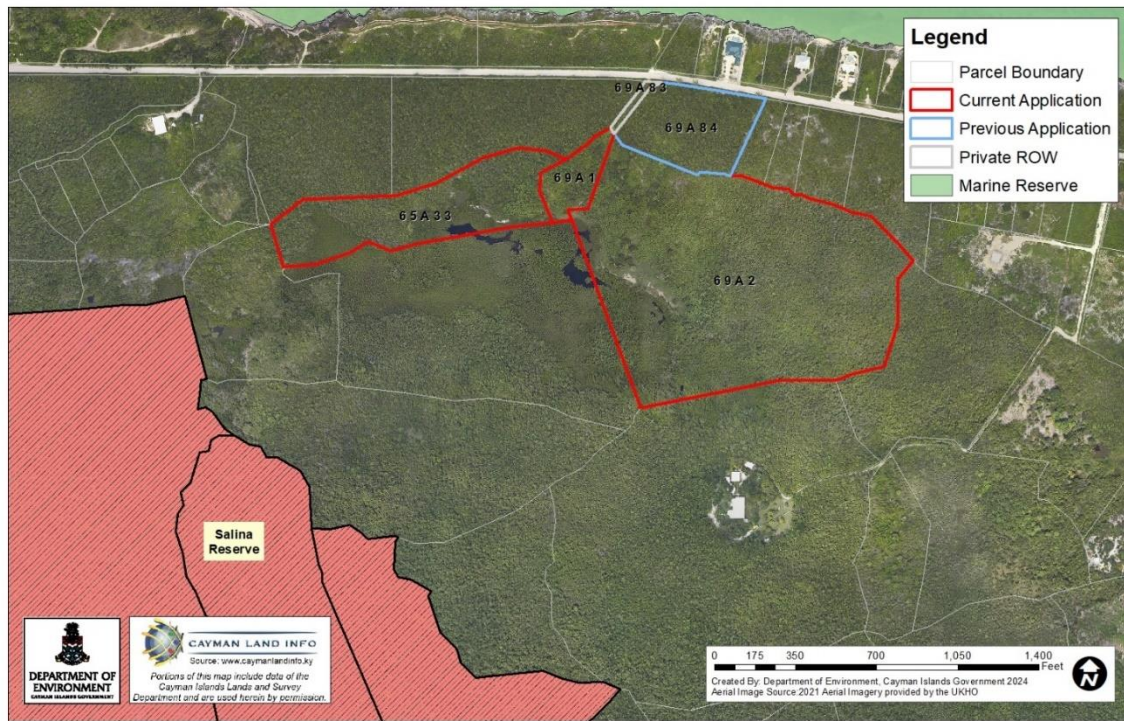 Legend
Parcel Boundary
Current Application
Previous Application
Private ROW
Marine Reserve
69A83
69A84
69A1
65A33
69A2
Salina
Reserve
DEPARTMENT OF
ENVIRONMENT
CAYMAN ISLANDS GOVERNMENT
CAYMAN LAND INFO
Source: www.caymanlandinfo.ky
Portions of this map include data of the
Cayman Islands Lands and Survey
Department and are used herein by permission.
0 175 350 700 1,050 1,400
Feet
Created By: Department of Environment, Cayman Islands Government 2024
Aerial Image Source:2021 Aerial Imagery provided by the UKHO
N